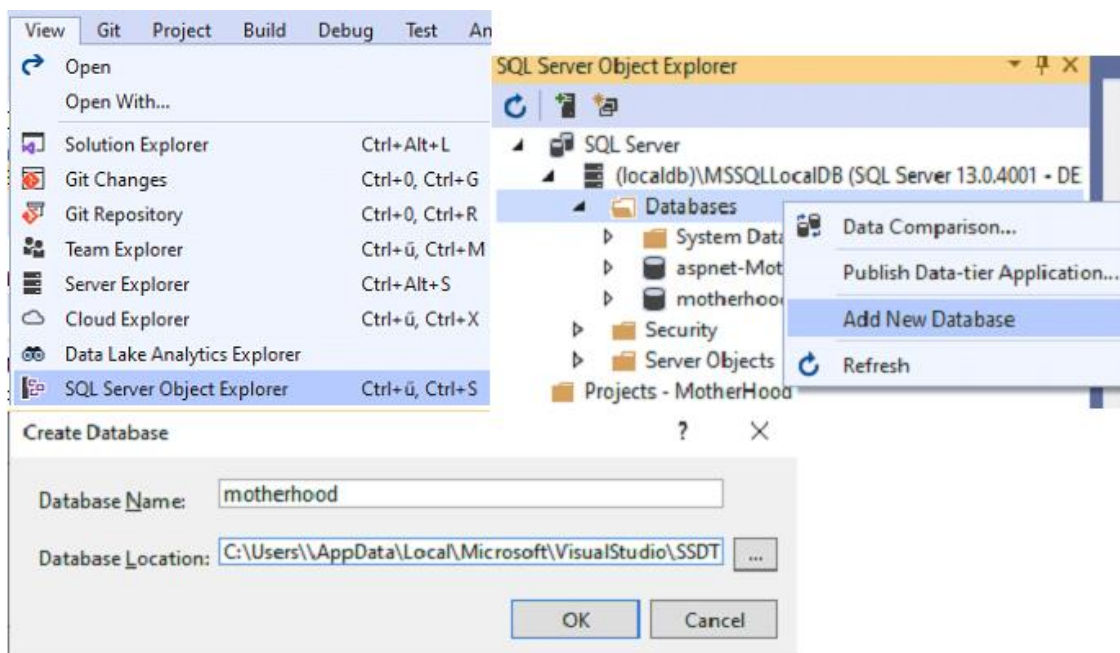 View Git Project Build Debug Test An
Open
Open With...
Solution Explorer Ctrl+Alt+L
Git Changes Ctrl+0, Ctrl+G
Git Repository Ctrl+0, Ctrl+R
Team Explorer Ctrl+ű, Ctrl+M
Server Explorer Ctrl+Alt+S
Cloud Explorer Ctrl+ű, Ctrl+X
Data Lake Analytics Explorer
SQL Server Object Explorer Ctrl+ű, Ctrl+S
SQL Server Object Explorer
SQL Server
(localdb)\MSSQLLocalDB (SQL Server 13.0.4001 - DE
Databases
System Data
aspnet-Mot
motherhood
Security
Server Objects
Projects - MotherHood
Data Comparison...
Publish Data-tier Application...
Add New Database
Refresh
Create Database ?
Database Name: motherhood
Database Location: C:\Users\\AppData\Local\Microsoft\VisualStudio\SSDT ...
OK Cancel